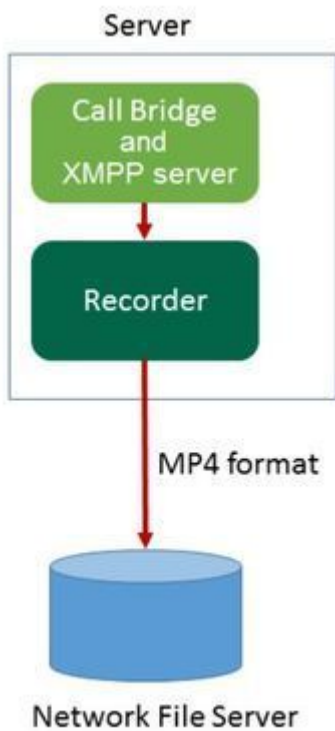 Server
Call Bridge
and
XMPP server
Recorder
MP4 format
Network File Server